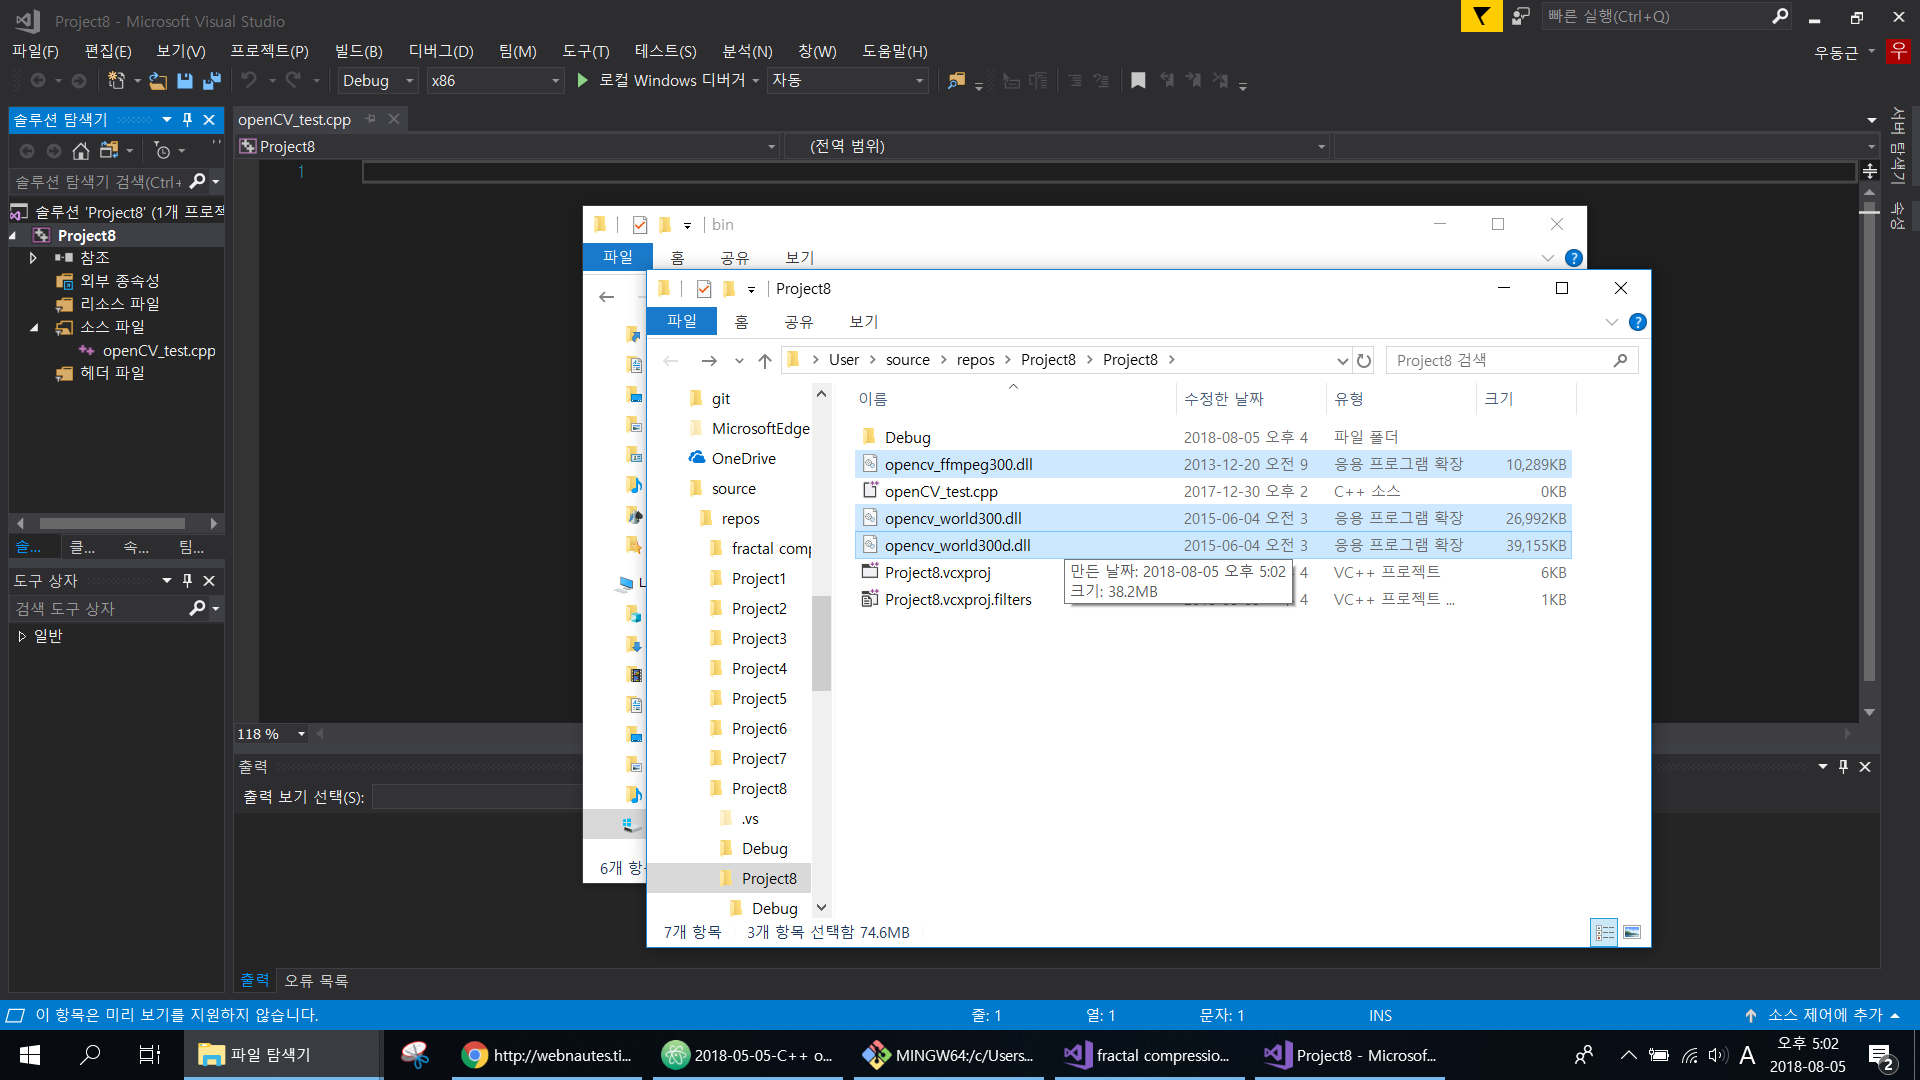 Project8 - Microsoft Visual Studio
빠른 실행(Ctrl+Q)
파일(F) 편집(E) 보기(V) 프로젝트(P) 빌드(B) 디버그(D) 팀(M) 도구(T) 테스트(S) 분석(N) 창(W) 도움말(H)
우동근 우
Debug x86 로컬 Windows 디버거 자동
솔루션 탐색기
openCV_test.cpp
Project8
(전역 범위)
솔루션 탐색기 검색(Ctrl+
1
솔루션 'Project8' (1개 프로젝
Project8
참조
외부 종속성
리소스 파일
소스 파일
openCV_test.cpp
헤더 파일
솔... 클... 속... 팀...
도구 상자
검색 도구 상자
일반
서버 탐색기
속성
118 %
출력
출력 보기 선택(S):
출력 오류 목록
bin
파일 홈 공유 보기
6개 항
Project8
파일 홈 공유 보기
User source repos Project8 Project8
Project8 검색
git
MicrosoftEdge
OneDrive
source
repos
fractal comp
Project1
Project2
Project3
Project4
Project5
Project6
Project7
Project8
.vs
Debug
Project8
Debug
이름 수정한 날짜 유형 크기
Debug 2018-08-05 오후 4 파일 폴더
opencv_ffmpeg300.dll 2013-12-20 오전 9 응용 프로그램 확장 10,289KB
openCV_test.cpp 2017-12-30 오후 2 C++ 소스 0KB
opencv_world300.dll 2015-06-04 오전 3 응용 프로그램 확장 26,992KB
opencv_world300d.dll 2015-06-04 오전 3 응용 프로그램 확장 39,155KB
Project8.vcxproj 4 VC++ 프로젝트 6KB
Project8.vcxproj.filters 4 VC++ 프로젝트 ... 1KB
만든 날짜: 2018-08-05 오후 5:02
크기: 38.2MB
7개 항목 3개 항목 선택함 74.6MB
이 항목은 미리 보기를 지원하지 않습니다.
줄: 1 열: 1 문자: 1 INS
소스 제어에 추가
파일 탐색기
http://webnautes.ti...
2018-05-05-C++ o...
MINGW64:/c/Users...
fractal compressio...
Project8 - Microsof...
A
오후 5:02
2018-08-05
2